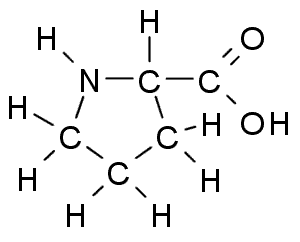 H H
N C C O
H H OH
C C
H C H
H H